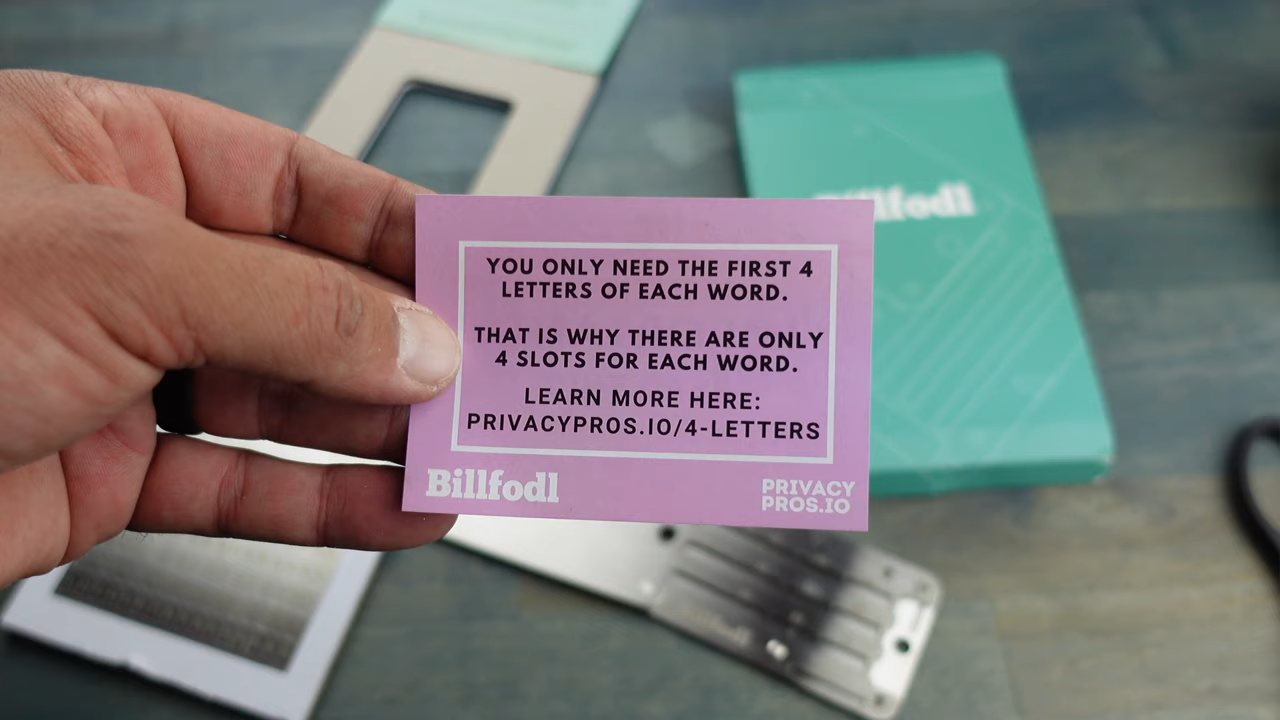 Billfodl
YOU ONLY NEED THE FIRST 4
LETTERS OF EACH WORD.
THAT IS WHY THERE ARE ONLY
4 SLOTS FOR EACH WORD.
LEARN MORE HERE:
PRIVACYPROS.IO/4-LETTERS
Billfodl
PRIVACY
PROS.IO